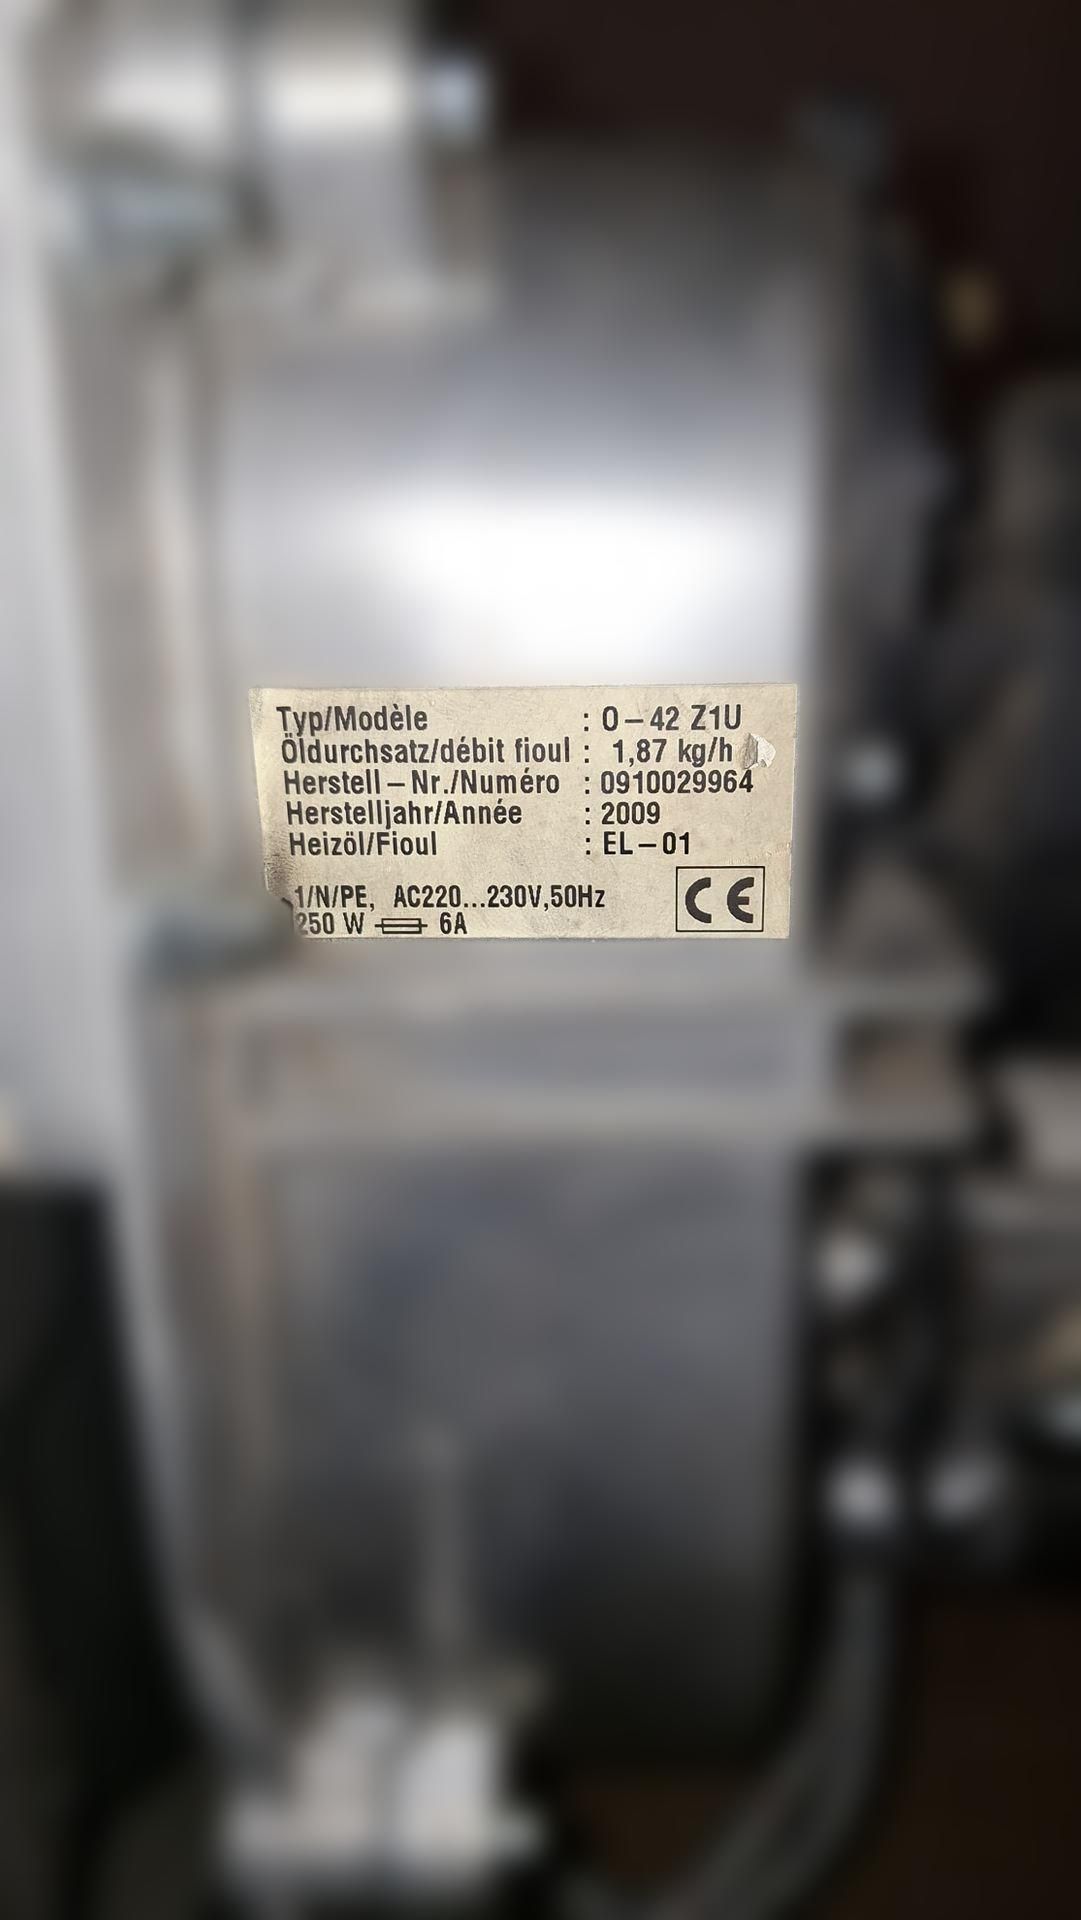 Typ/Modèle : O–42 Z1U
Öldurchsatz/débit fioul : 1,87 kg/h
Herstell–Nr./Numéro : 0910029964
Herstelljahr/Année : 2009
Heizöl/Fioul : EL–01
1/N/PE, AC220...230V,50Hz
250 W 6A
CE